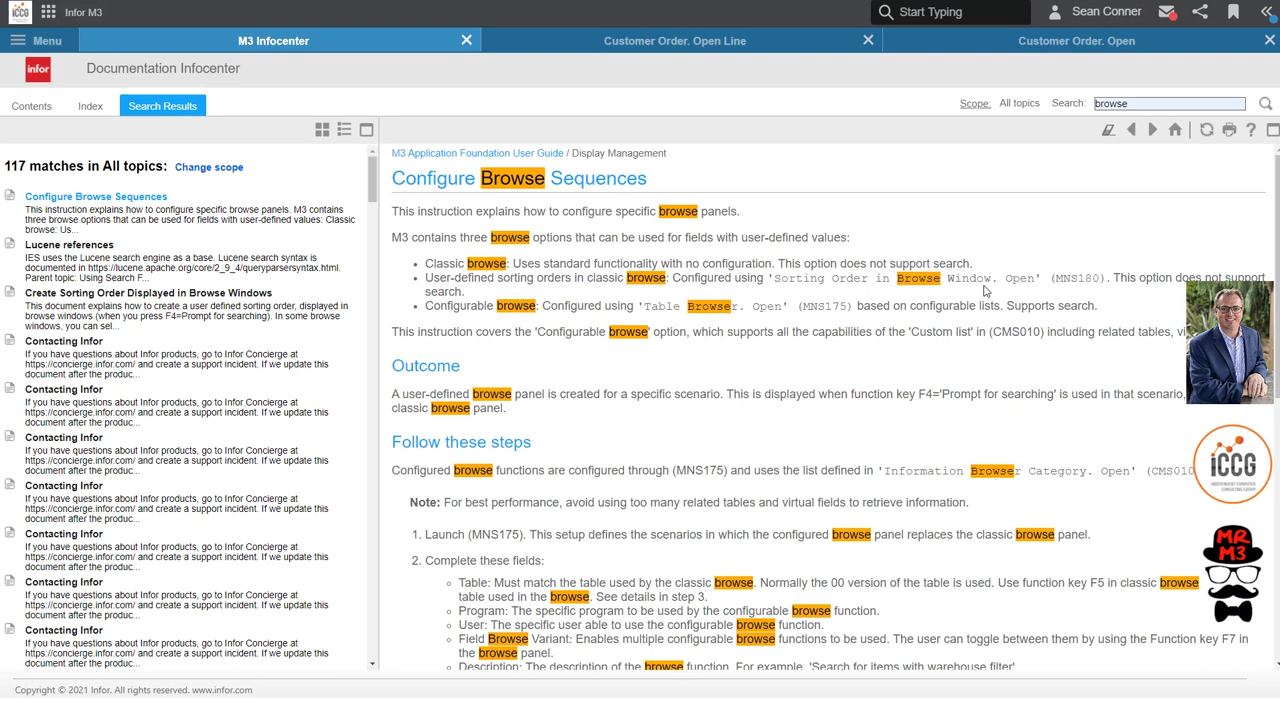 iCCG
Infor M3
Start Typing
Sean Conner
Menu
M3 Infocenter
Customer Order. Open Line
Customer Order. Open
infor
Documentation Infocenter
Contents
Index
Search Results
Scope:
All topics
Search:
browse
117 matches in All topics:
Change scope
Configure Browse Sequences
This instruction explains how to configure specific browse panels. M3 contains
three browse options that can be used for fields with user-defined values: Classic
browse: Us...
Lucene references
IES uses the Lucene search engine as a base. Lucene search syntax is
documented in https://lucene.apache.org/core/2_9_4/queryparsersyntax.html.
Parent topic: Using Search F...
Create Sorting Order Displayed in Browse Windows
This document explains how to create a user defined sorting order, displayed in
browse windows (when you press F4=Prompt for searching). In some browse
windows, you can sel...
Contacting Infor
If you have questions about Infor products, go to Infor Concierge at
https://concierge.infor.com/ and create a support incident. If we update this
document after the produc...
Contacting Infor
If you have questions about Infor products, go to Infor Concierge at
https://concierge.infor.com/ and create a support incident. If we update this
document after the produc...
Contacting Infor
If you have questions about Infor products, go to Infor Concierge at
https://concierge.infor.com/ and create a support incident. If we update this
document after the produc...
Contacting Infor
If you have questions about Infor products, go to Infor Concierge at
https://concierge.infor.com/ and create a support incident. If we update this
document after the produc...
Contacting Infor
If you have questions about Infor products, go to Infor Concierge at
https://concierge.infor.com/ and create a support incident. If we update this
document after the produc...
Contacting Infor
If you have questions about Infor products, go to Infor Concierge at
https://concierge.infor.com/ and create a support incident. If we update this
document after the produc...
Contacting Infor
If you have questions about Infor products, go to Infor Concierge at
https://concierge.infor.com/ and create a support incident. If we update this
document after the produc...
M3 Application Foundation User Guide / Display Management
Configure Browse Sequences
This instruction explains how to configure specific browse panels.
M3 contains three browse options that can be used for fields with user-defined values:
Classic browse: Uses standard functionality with no configuration. This option does not support search.
User-defined sorting orders in classic browse: Configured using 'Sorting Order in Browse Window. Open' (MNS180). This option does not support
search.
Configurable browse: Configured using 'Table Browser. Open' (MNS175) based on configurable lists. Supports search.
This instruction covers the 'Configurable browse' option, which supports all the capabilities of the 'Custom list' in (CMS010) including related tables, vi
Outcome
A user-defined browse panel is created for a specific scenario. This is displayed when function key F4='Prompt for searching' is used in that scenario,
classic browse panel.
Follow these steps
Configured browse functions are configured through (MNS175) and uses the list defined in 'Information Browser Category. Open' (CMS010
Note: For best performance, avoid using too many related tables and virtual fields to retrieve information.
1. Launch (MNS175). This setup defines the scenarios in which the configured browse panel replaces the classic browse panel.
2. Complete these fields:
Table: Must match the table used by the classic browse. Normally the 00 version of the table is used. Use function key F5 in classic browse
table used in the browse. See details in step 3.
Program: The specific program to be used by the configurable browse function.
User: The specific user able to use the configurable browse function.
Field Browse Variant: Enables multiple configurable browse functions to be used. The user can toggle between them by using the Function key F7 in
the browse panel.
Description: The description of the browse function. For example, 'Search for items with warehouse filter'
iCCG
INDEPENDENT COMPUTER
CONSULTING GROUP
MR
M3
Copyright © 2021 Infor. All rights reserved. www.infor.com